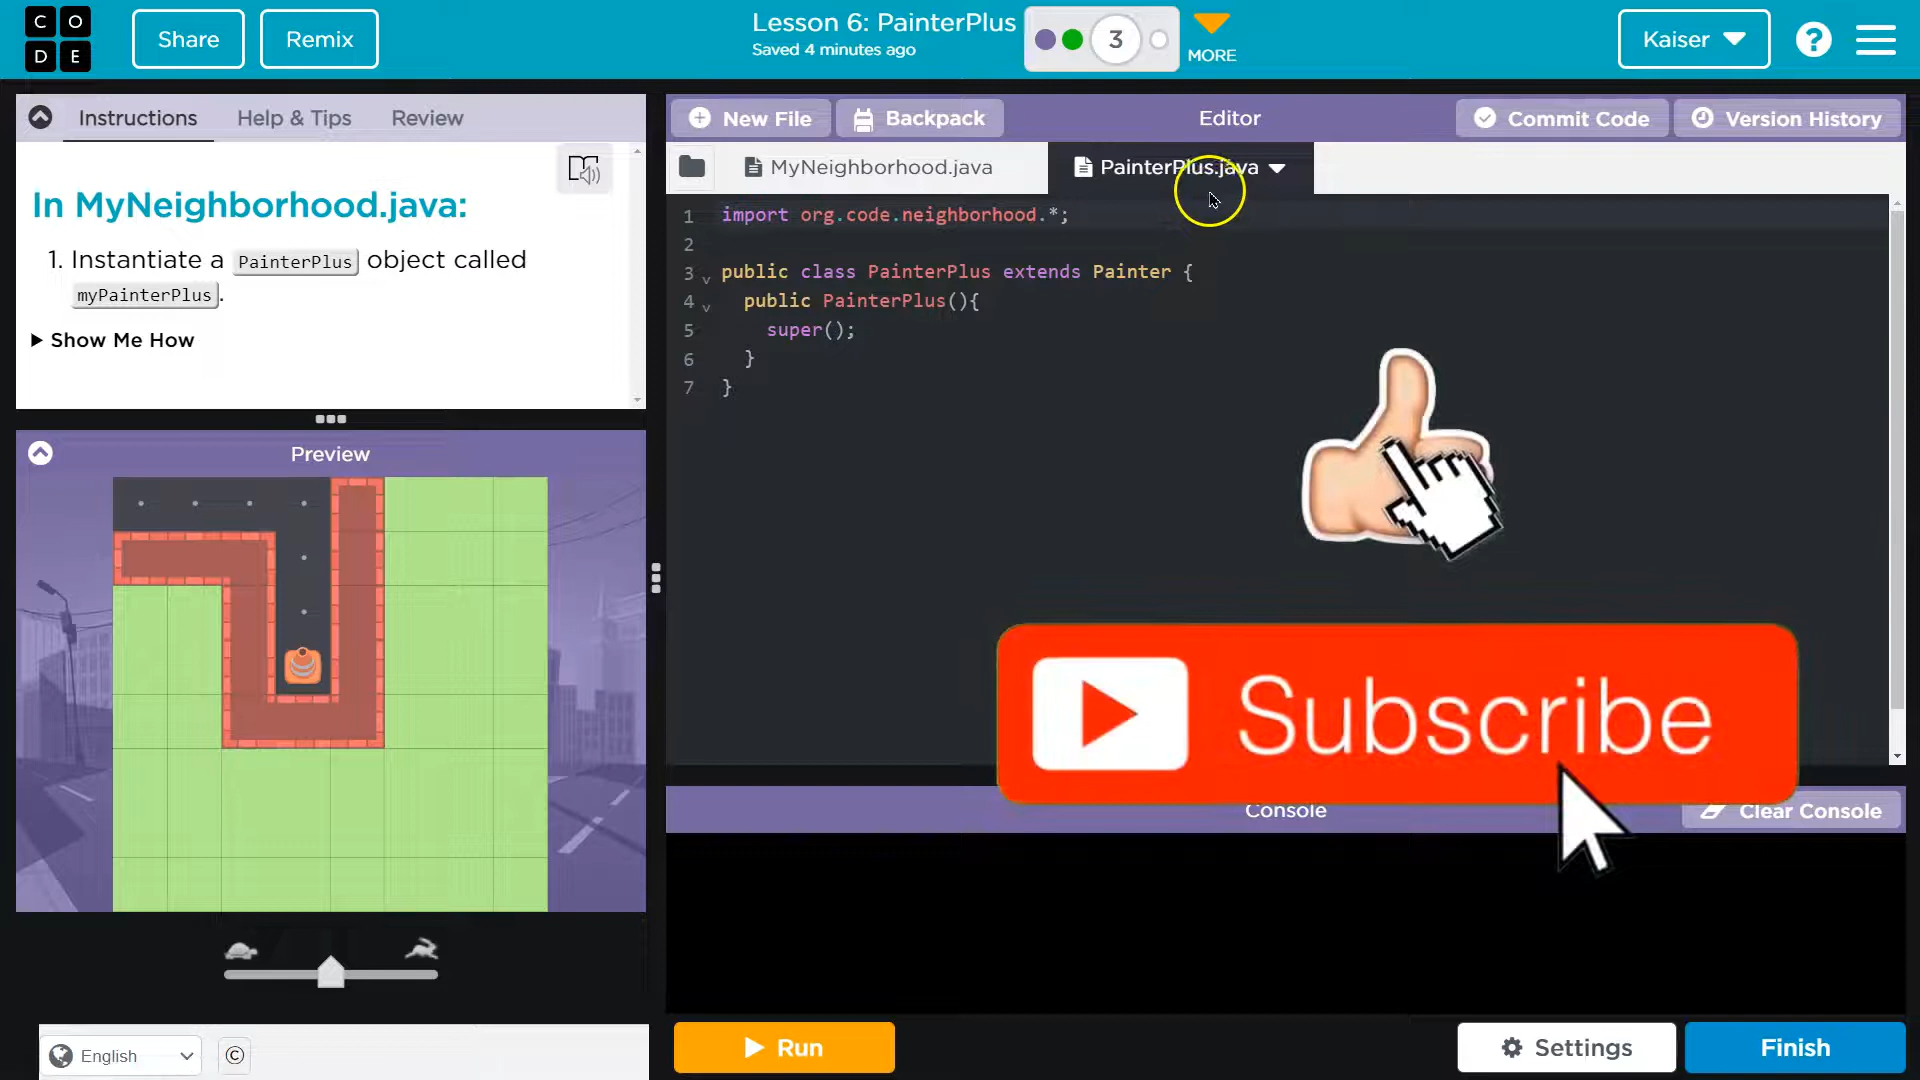 CODE
Share
Remix
Lesson 6: PainterPlus
Saved 4 minutes ago
3
MORE
Kaiser
?
Instructions
Help & Tips
Review
In MyNeighborhood.java:
1. Instantiate a PainterPlus object called
myPainterPlus.
Show Me How
Preview
English
©
New File
Backpack
Editor
Commit Code
Version History
MyNeighborhood.java
PainterPlus.java
1 import org.code.neighborhood.*;
2
3 public class PainterPlus extends Painter {
4 public PainterPlus(){
5 super();
6 }
7 }
Subscribe
Console
Clear Console
Run
Settings
Finish